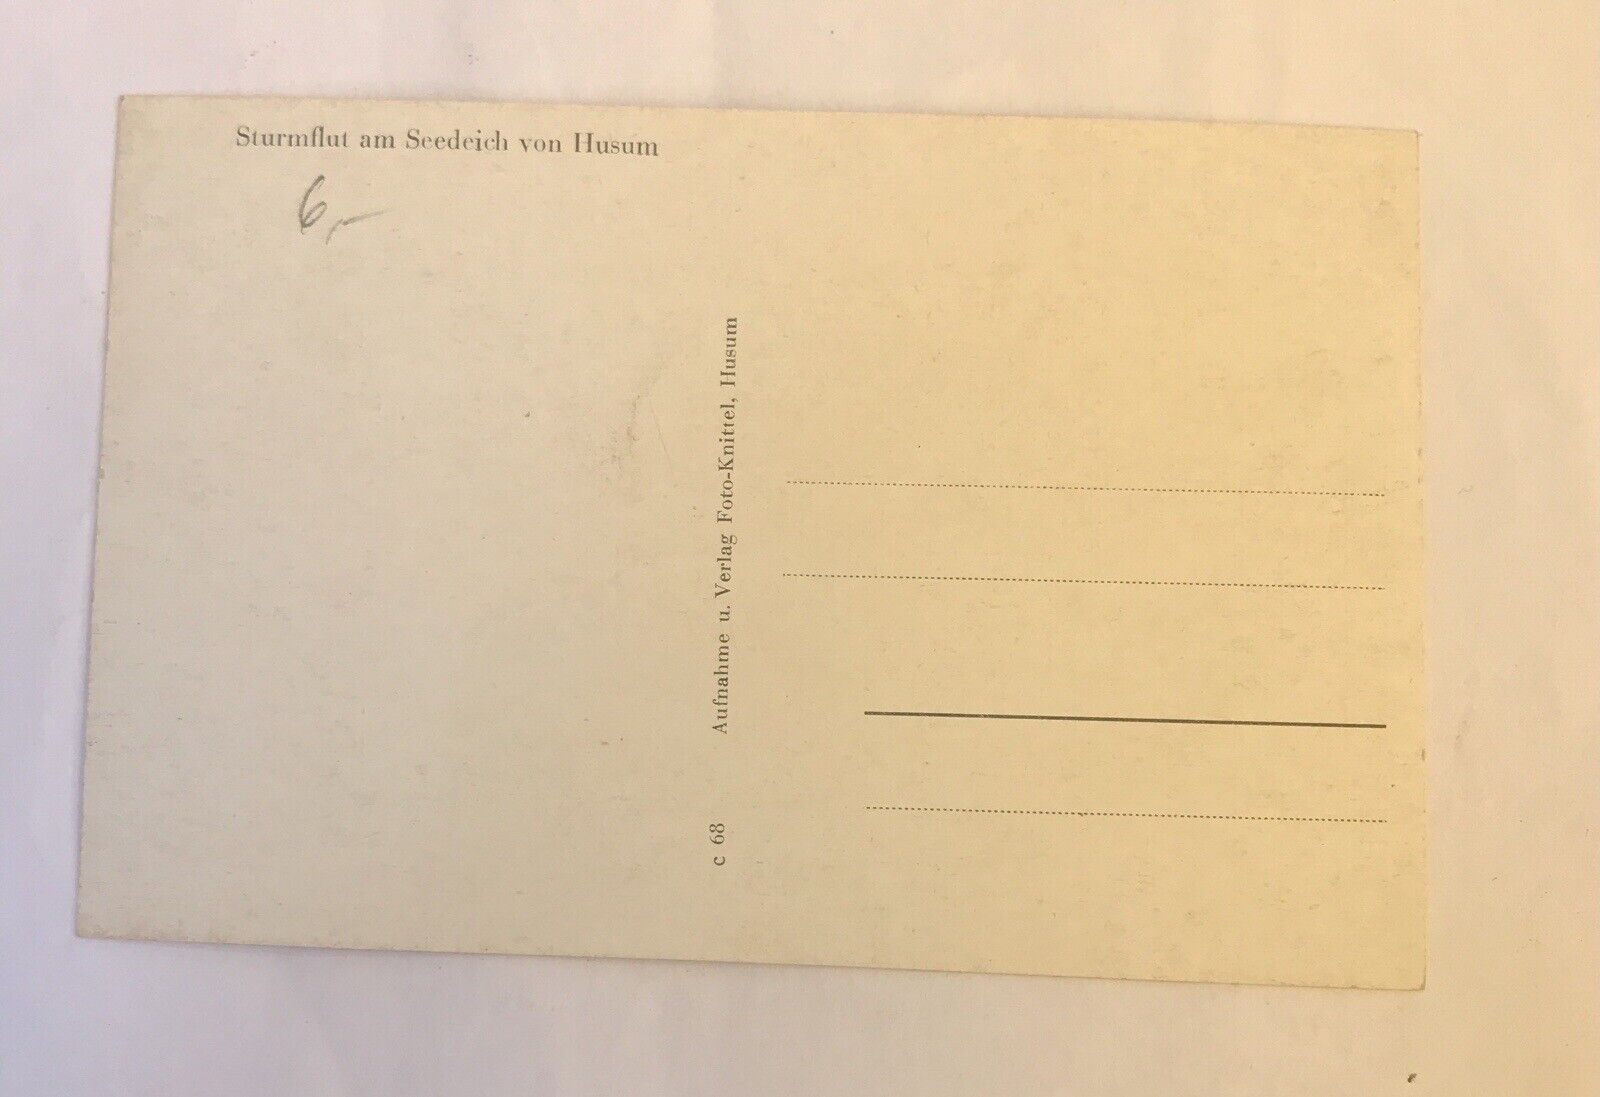 Sturmflut am Seedeich von Husum
6,-
Aufnahme u. Verlag Foto-Knittel, Husum
c 68